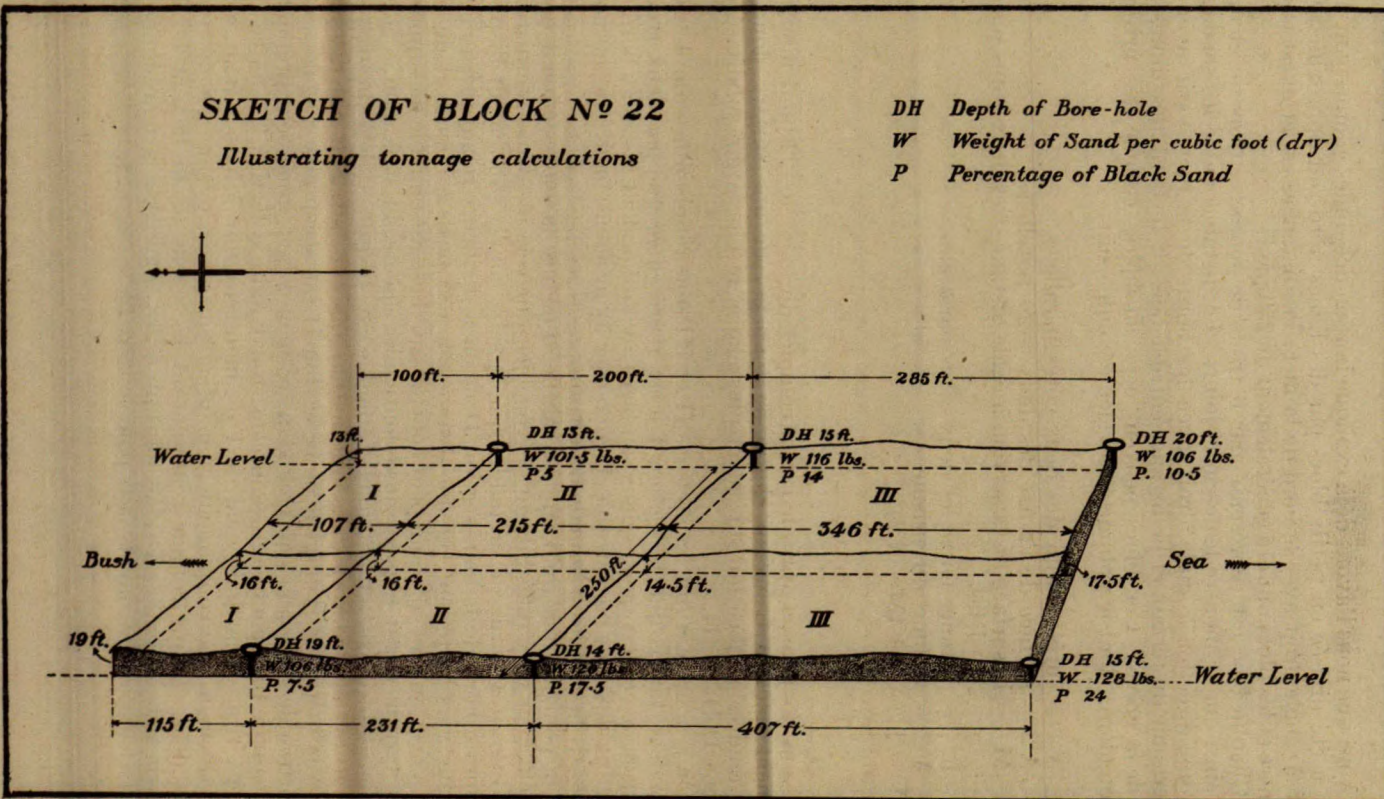 SKETCH OF BLOCK Nº 22
Illustrating tonnage calculations
DH Depth of Bore-hole
W Weight of Sand per cubic foot (dry)
P Percentage of Black Sand
100 ft.
200 ft.
285 ft.
13 ft.
DH 13 ft.
W 101·5 lbs.
P 5
DH 15 ft.
W 116 lbs.
P 14
DH 20 ft.
W 106 lbs.
P. 10·5
Water Level
I
II
III
107 ft.
215 ft.
346 ft.
Bush
Sea
16 ft.
16 ft.
250 ft.
14·5 ft.
17·5 ft.
I
II
III
19 ft.
DH 19 ft.
W 106 lbs
P. 7·5
DH 14 ft.
W lbs
P. 17·5
DH 15 ft.
W 128 lbs.
P 24
Water Level
115 ft.
231 ft.
407 ft.